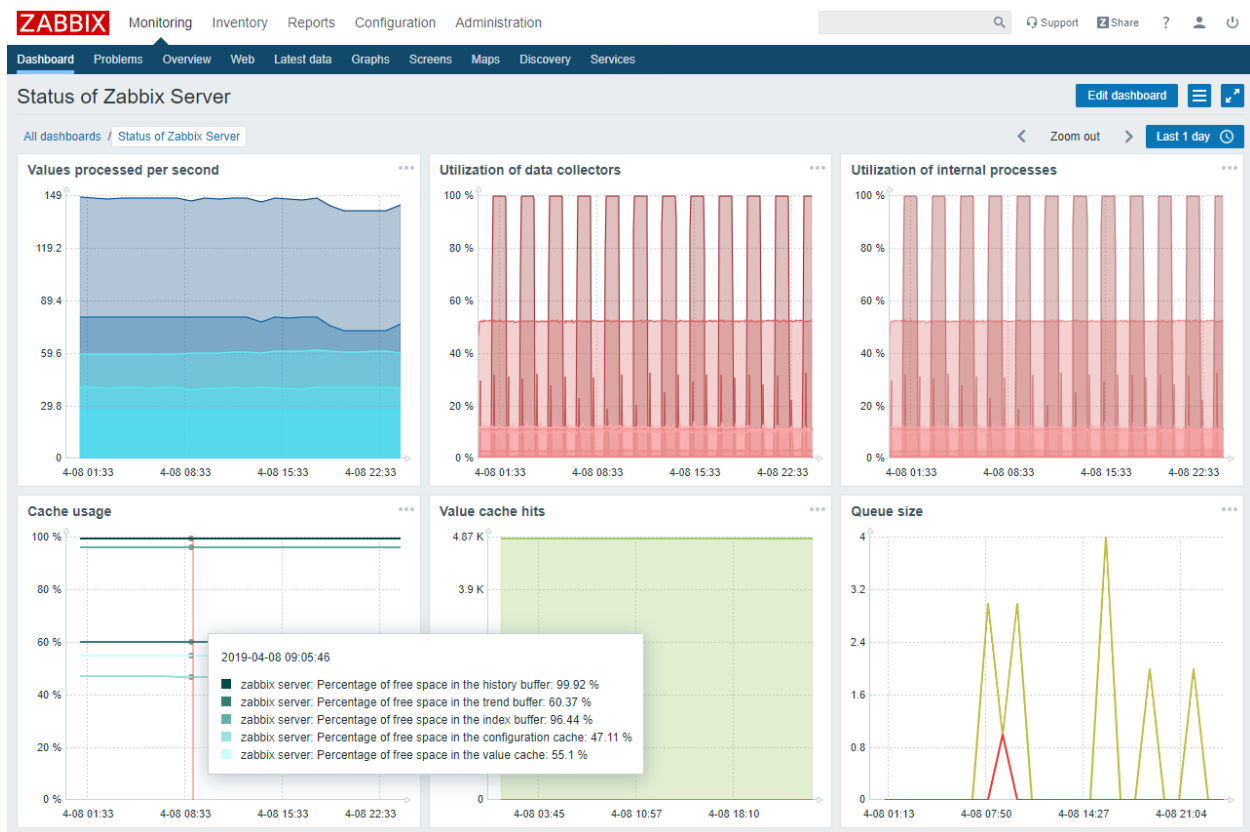 ZABBIX Monitoring Inventory Reports Configuration Administration Support Z Share ?
Dashboard Problems Overview Web Latest data Graphs Screens Maps Discovery Services
Status of Zabbix Server Edit dashboard
All dashboards / Status of Zabbix Server Zoom out Last 1 day
Values processed per second
149
119.2
89.4
59.6
29.8
0
4-08 01:33 4-08 08:33 4-08 15:33 4-08 22:33
Utilization of data collectors
100 %
80 %
60 %
40 %
20 %
0 %
4-08 01:33 4-08 08:33 4-08 15:33 4-08 22:33
Utilization of internal processes
100 %
80 %
60 %
40 %
20 %
0 %
4-08 01:33 4-08 08:33 4-08 15:33 4-08 22:33
Cache usage
100 %
80 %
60 %
40 %
20 %
0 %
4-08 01:33 4-08 08:33 4-08 15:33 4-08 22:33
2019-04-08 09:05:46
zabbix server: Percentage of free space in the history buffer: 99.92 %
zabbix server: Percentage of free space in the trend buffer: 60.37 %
zabbix server: Percentage of free space in the index buffer: 96.44 %
zabbix server: Percentage of free space in the configuration cache: 47.11 %
zabbix server: Percentage of free space in the value cache: 55.1 %
Value cache hits
4.87 K
3.9 K
0
4-08 03:45 4-08 10:57 4-08 18:10
Queue size
4
3.2
2.4
1.6
0.8
0
4-08 01:13 4-08 07:50 4-08 14:27 4-08 21:04